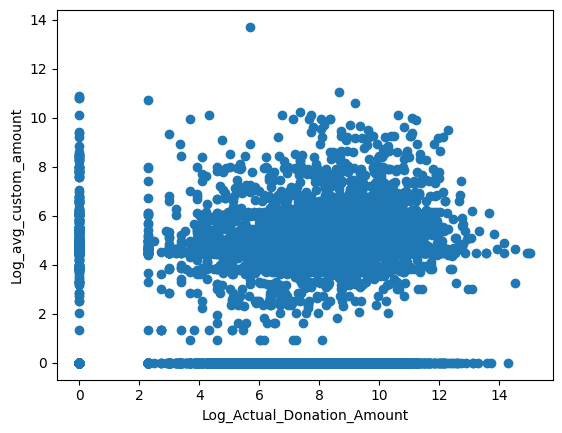 14
12
10
8
6
4
2
0
Log_avg_custom_amount
0 2 4 6 8 10 12 14
Log_Actual_Donation_Amount